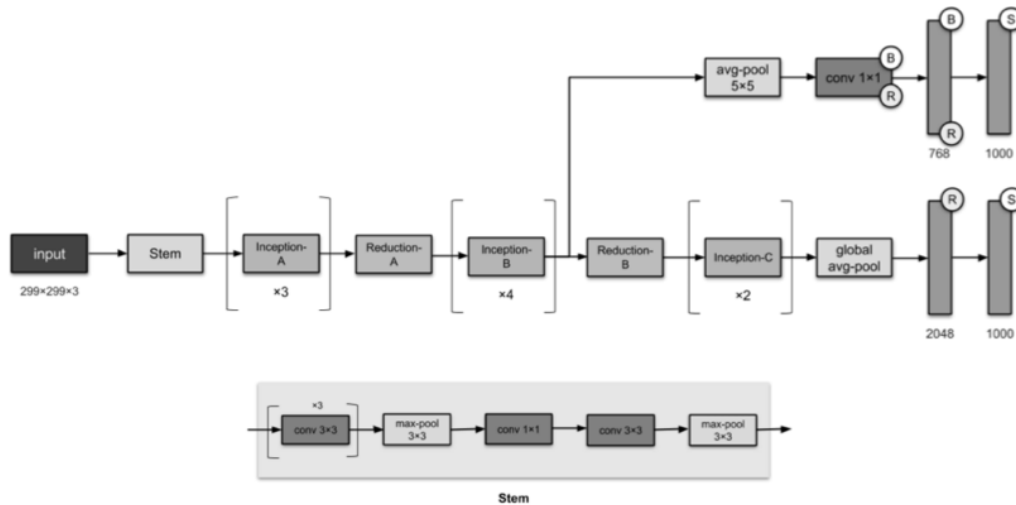 avg-pool
5×5
conv 1×1
B
R
B
R
768
S
1000
input
299×299×3
Stem
Inception-
A
×3
Reduction-
A
Inception-
B
×4
Reduction-
B
Inception-C
×2
global
avg-pool
R
2048
S
1000
×3
conv 3×3
max-pool
3×3
conv 1×1
conv 3×3
max-pool
3×3
Stem